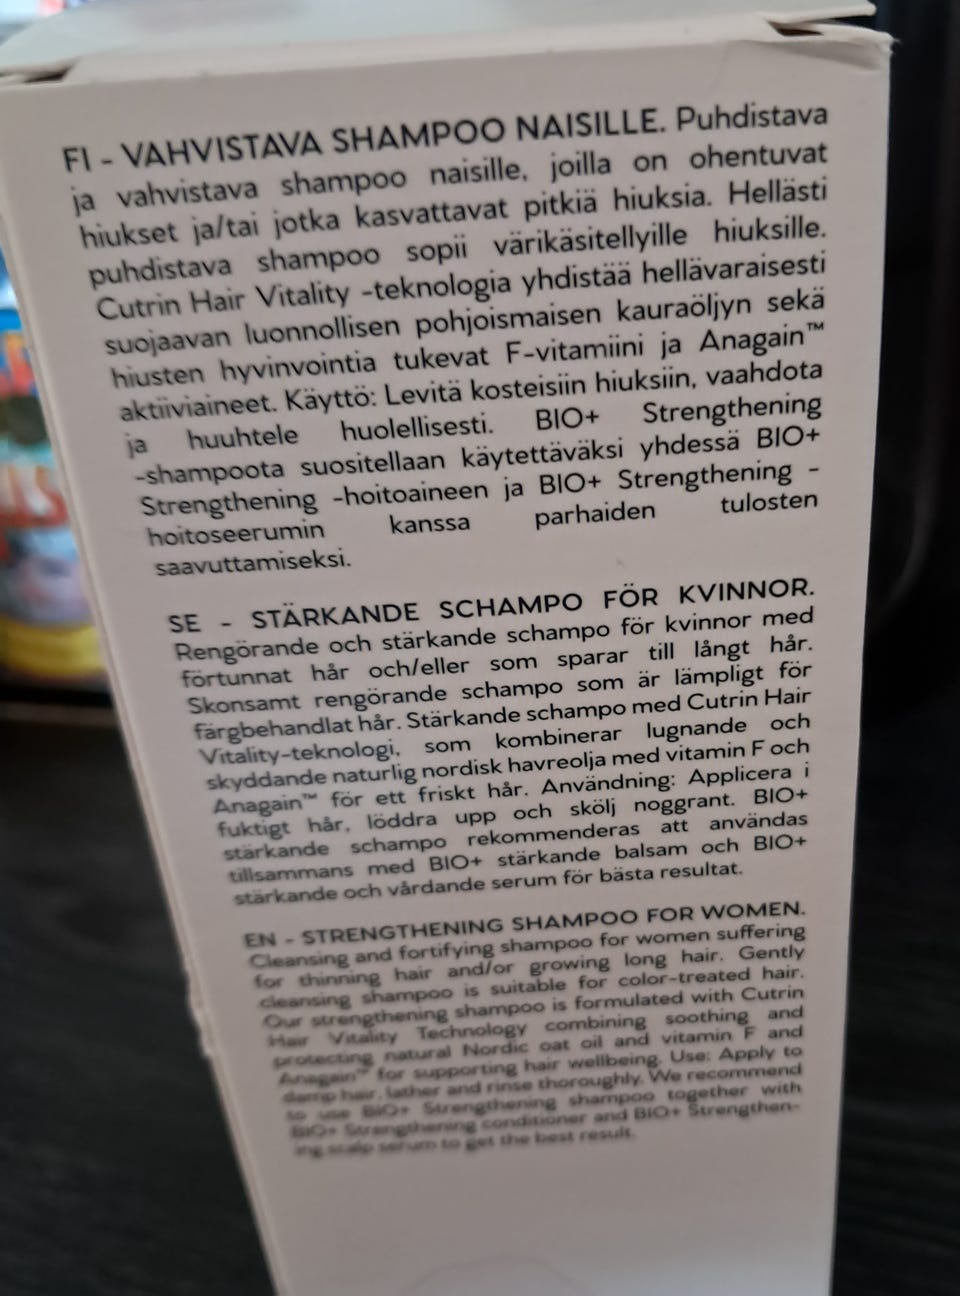 FI - VAHVISTAVA SHAMPOO NAISILLE. Puhdistava
ja vahvistava shampoo naisille, joilla on ohentuvat
hiukset ja/tai jotka kasvattavat pitkiä hiuksia. Hellästi
puhdistava shampoo sopii värikäsitellyille hiuksille.
Cutrin Hair Vitality -teknologia yhdistää hellävaraisesti
suojaavan luonnollisen pohjoismaisen kauraöljyn sekä
hiusten hyvinvointia tukevat F-vitamiini ja Anagain™
aktiiviaineet. Käyttö: Levitä kosteisiin hiuksiin, vaahdota
ja huuhtele huolellisesti. BIO+ Strengthening
-shampoota suositellaan käytettäväksi yhdessä BIO+
Strengthening -hoitoaineen ja BIO+ Strengthening -
hoitoseerumin kanssa parhaiden tulosten
saavuttamiseksi.
SE - STÄRKANDE SCHAMPO FÖR KVINNOR.
Rengörande och stärkande schampo för kvinnor med
förtunnat hår och/eller som sparar till långt hår.
Skonsamt rengörande schampo som är lämpligt för
färgbehandlat hår. Stärkande schampo med Cutrin Hair
Vitality-teknologi, som kombinerar lugnande och
skyddande naturlig nordisk havreolja med vitamin F och
Anagain™ för ett friskt hår. Användning: Applicera i
fuktigt hår, löddra upp och skölj noggrant. BIO+
stärkande schampo rekommenderas att användas
tillsammans med BIO+ stärkande balsam och BIO+
stärkande och vårdande serum för bästa resultat.
EN - STRENGTHENING SHAMPOO FOR WOMEN.
Cleansing and fortifying shampoo for women suffering
for thinning hair and/or growing long hair. Gently
cleansing shampoo is suitable for color-treated hair.
Our strengthening shampoo is formulated with Cutrin
Hair Vitality Technology combining soothing and
protecting natural Nordic oat oil and vitamin F and
Anagain™ for supporting hair wellbeing. Use: Apply to
damp hair, lather and rinse thoroughly. We recommend
to use BIO+ Strengthening shampoo together with
BIO+ Strengthening conditioner and BIO+ Strengthen-
ing scalp serum to get the best result.